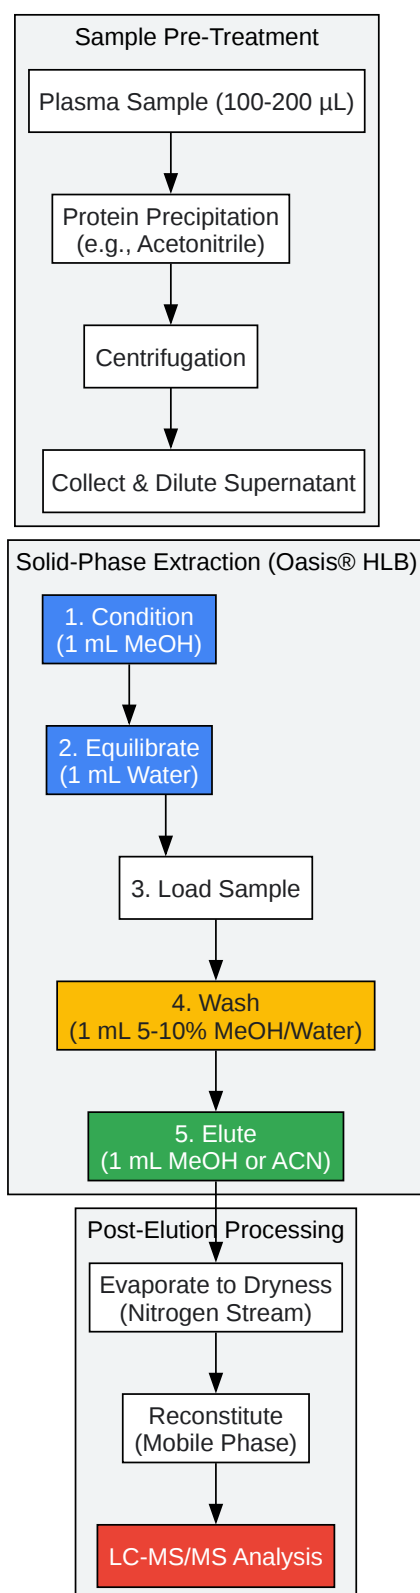 Sample Pre-Treatment
Plasma Sample (100-200 µL)
Protein Precipitation
(e.g., Acetonitrile)
Centrifugation
Collect & Dilute Supernatant
Solid-Phase Extraction (Oasis® HLB)
1. Condition
(1 mL MeOH)
2. Equilibrate
(1 mL Water)
3. Load Sample
4. Wash
(1 mL 5-10% MeOH/Water)
5. Elute
(1 mL MeOH or ACN)
Post-Elution Processing
Evaporate to Dryness
(Nitrogen Stream)
Reconstitute
(Mobile Phase)
LC-MS/MS Analysis